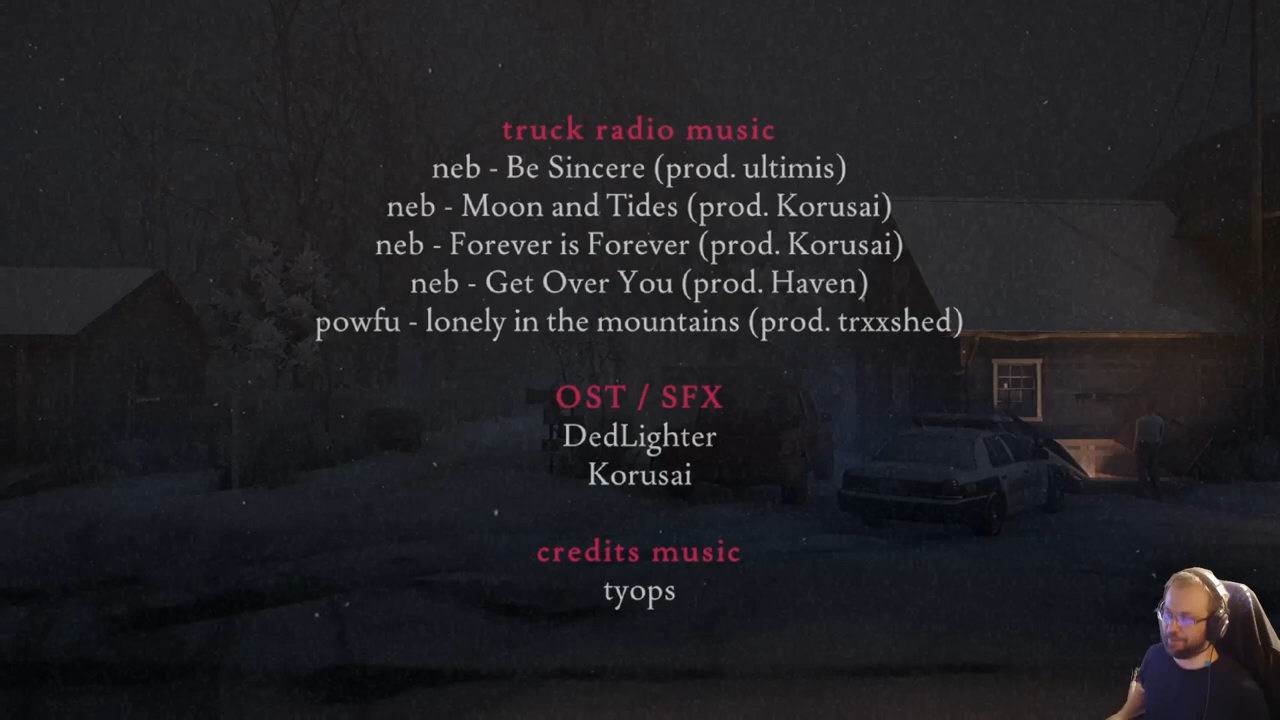 truck radio music
neb - Be Sincere (prod. ultimis)
neb - Moon and Tides (prod. Korusai)
neb - Forever is Forever (prod. Korusai)
neb - Get Over You (prod. Haven)
powfu - lonely in the mountains (prod. trxxshed)
OST / SFX
DedLighter
Korusai
credits music
tyops